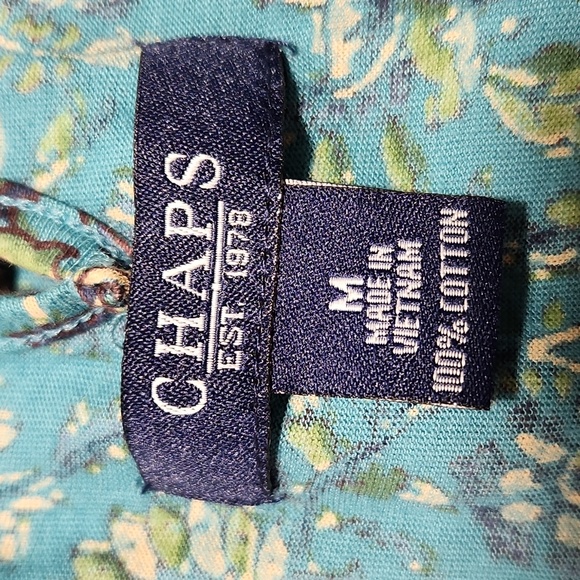 CHAPS
EST. 1978
M
MADE IN
VIETNAM
100% COTTON